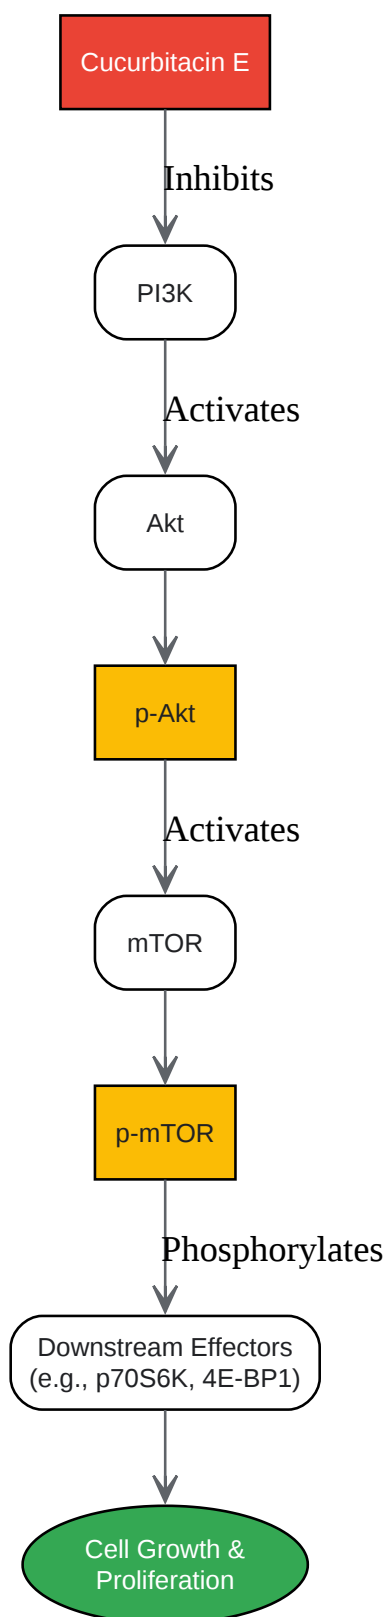 Cucurbitacin E
Inhibits
PI3K
Activates
Akt
p-Akt
Activates
mTOR
p-mTOR
Phosphorylates
Downstream Effectors
(e.g., p70S6K, 4E-BP1)
Cell Growth &
Proliferation